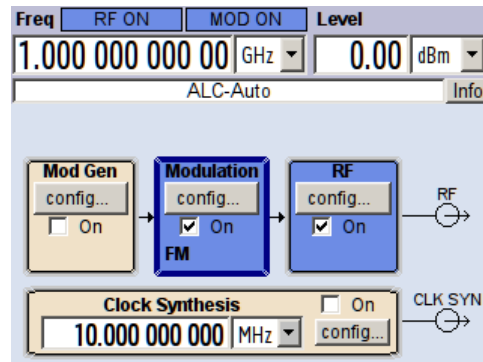 Freq RF ON MOD ON Level
1.000 000 000 00 GHz 0.00 dBm
ALC-Auto Info
Mod Gen Modulation RF
config... config... config... RF
On On On
FM
Clock Synthesis On CLK SYN
10.000 000 000 MHz config...